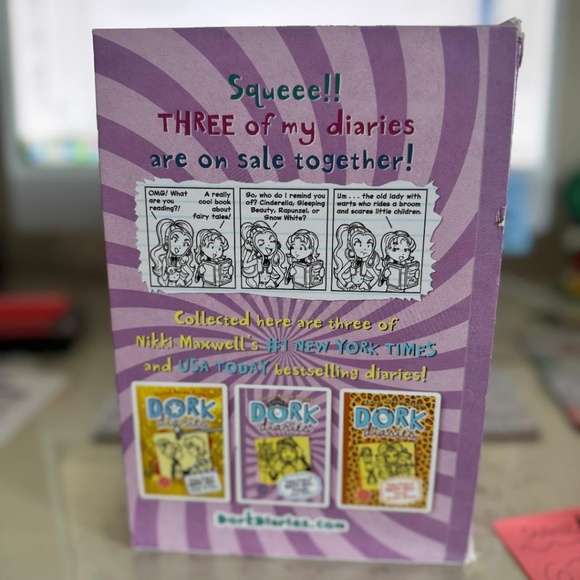 Squeee!!
THREE of my diaries
are on sale together!
OMG! What
are you
reading?!
A really
cool book
about
fairy tales!
So, who do I remind you
of? Cinderella, Sleeping
Beauty, Rapunzel, or
Snow White?
Um . . . the old lady with
warts who rides a broom
and scares little children.
Collected here are three of
Nikki Maxwell's #1 NEW YORK TIMES
and USA TODAY bestselling diaries!
DORK
diaries
DORK
diaries
DORK
diaries
DorkDiaries.com